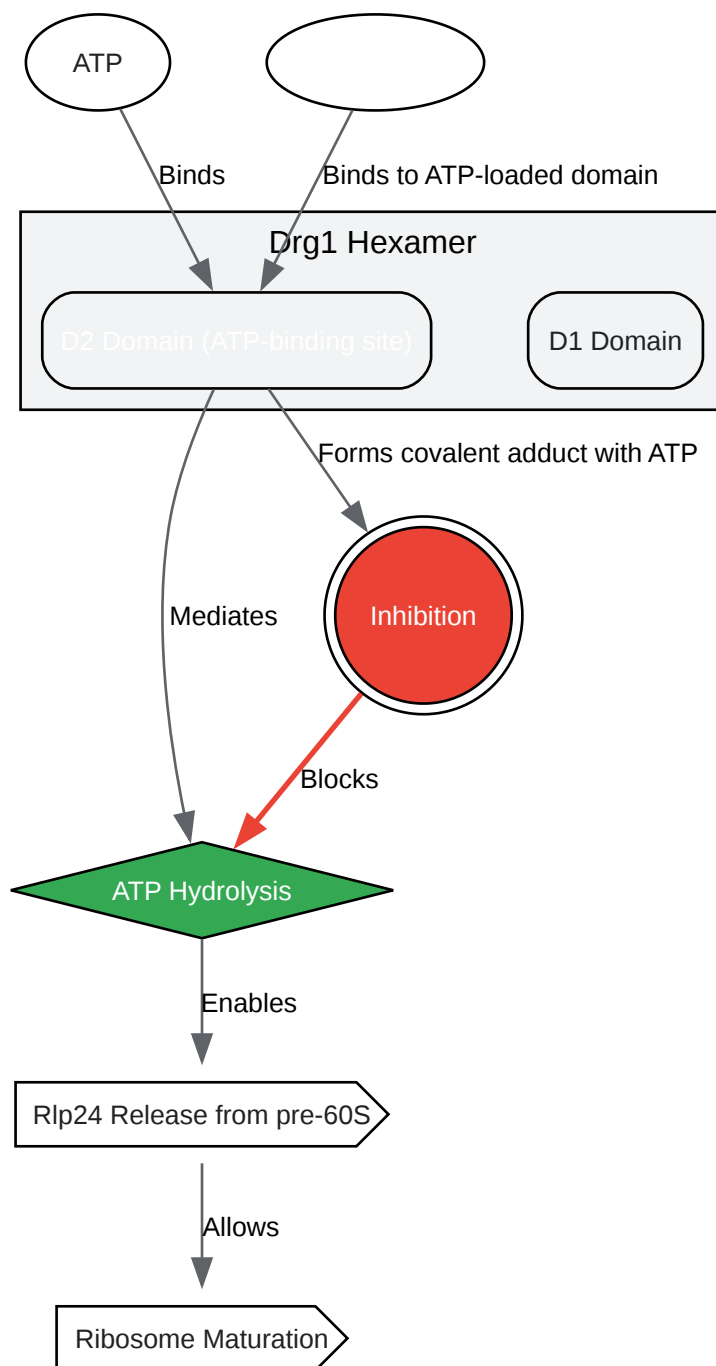 ATP
Binds
Binds to ATP-loaded domain
Drg1 Hexamer
D2 Domain (ATP-binding site)
D1 Domain
Forms covalent adduct with ATP
Inhibition
Mediates
Blocks
ATP Hydrolysis
Enables
Rlp24 Release from pre-60S
Allows
Ribosome Maturation